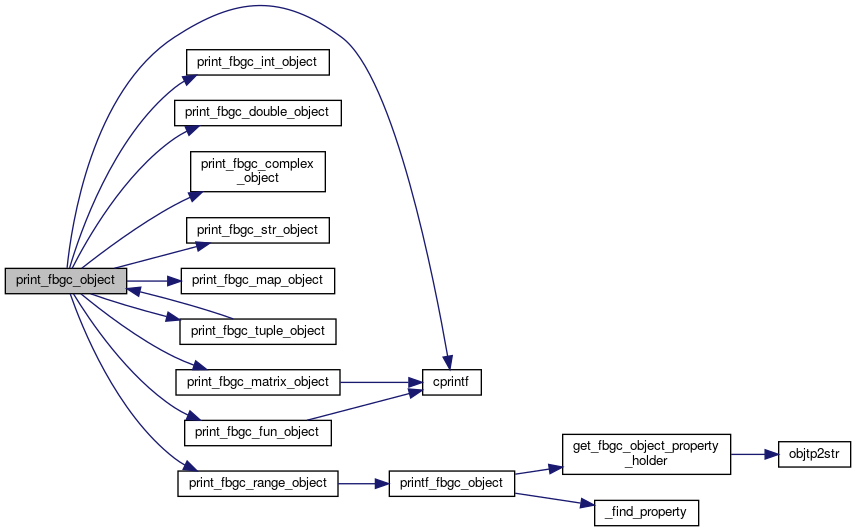 print_fbgc_int_object
print_fbgc_double_object
print_fbgc_complex
_object
print_fbgc_str_object
print_fbgc_object
print_fbgc_map_object
print_fbgc_tuple_object
print_fbgc_matrix_object
cprintf
print_fbgc_fun_object
get_fbgc_object_property
_holder
objtp2str
print_fbgc_range_object
printf_fbgc_object
_find_property